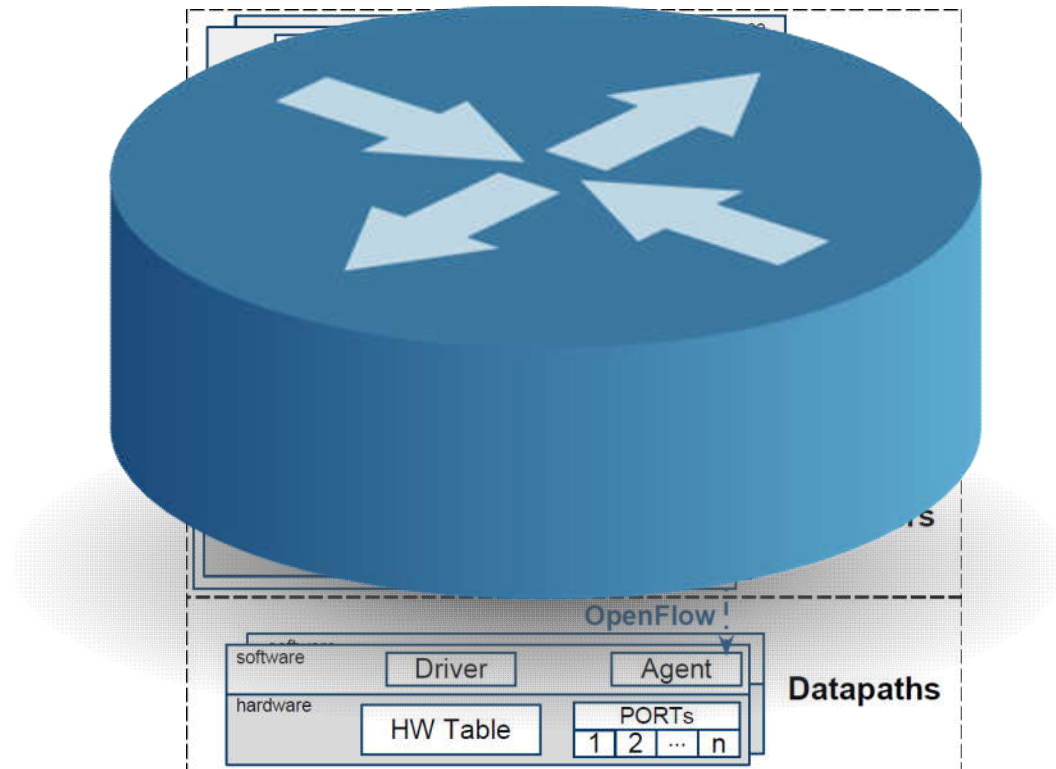 OpenFlow
software
Driver
Agent
Datapaths
hardware
HW Table
PORTs
1 2 ... n